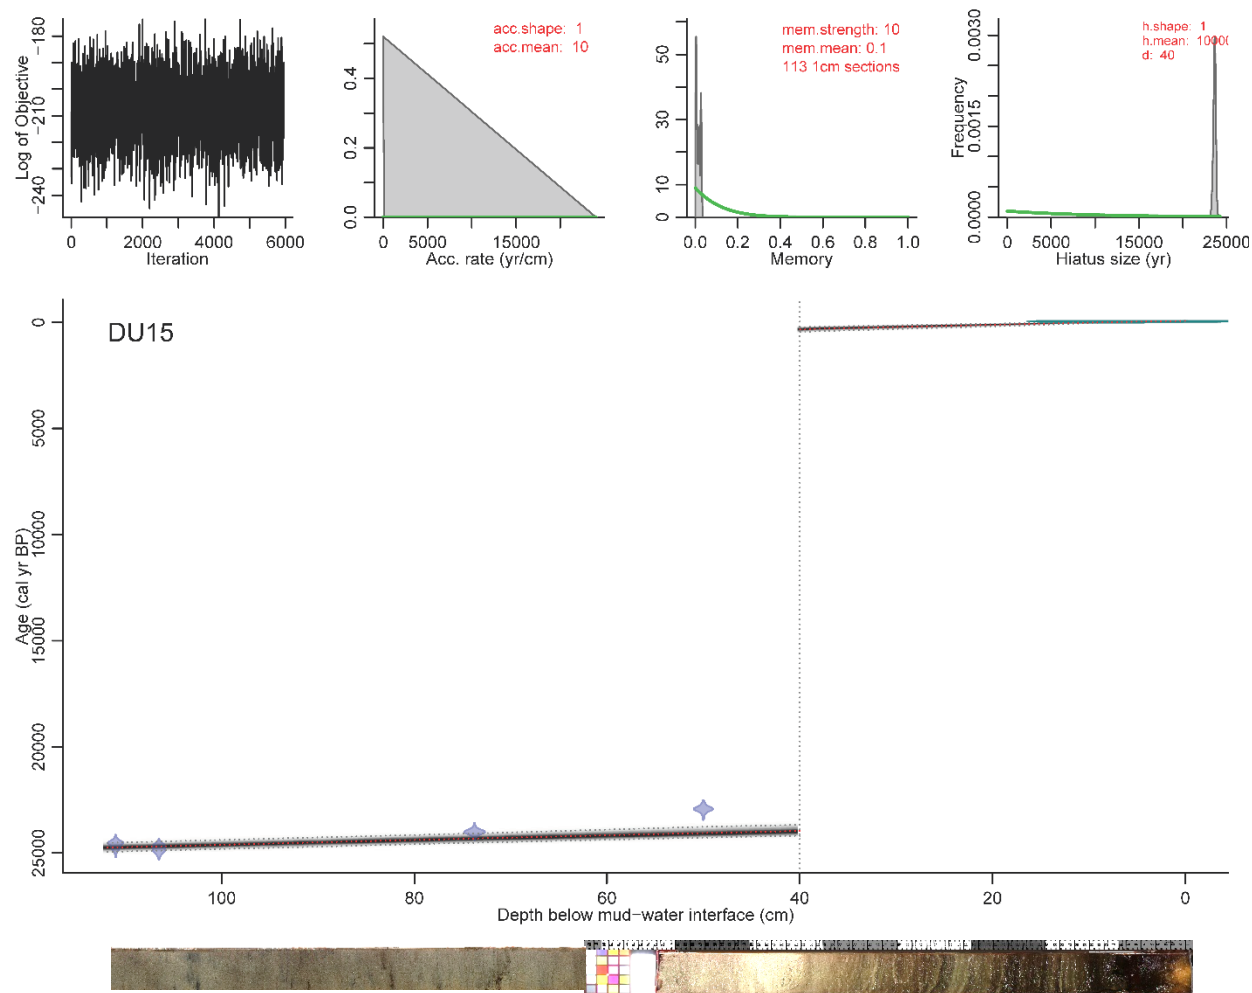 -180
-210
-240
Log of Objective
0 2000 4000 6000
Iteration
acc.shape: 1
acc.mean: 10
0.4
0.2
0.0
0 5000 15000
Acc. rate (yr/cm)
mem.strength: 10
mem.mean: 0.1
113 1cm sections
50
30
10
0
0.0 0.2 0.4 0.6 0.8 1.0
Memory
h.shape: 1
h.mean: 10000
d: 40
0.0030
0.0015
0.0000
Frequency
0 5000 15000 25000
Hiatus size (yr)
DU15
0
5000
10000
15000
20000
25000
Age (cal yr BP)
100 80 60 40 20 0
Depth below mud-water interface (cm)